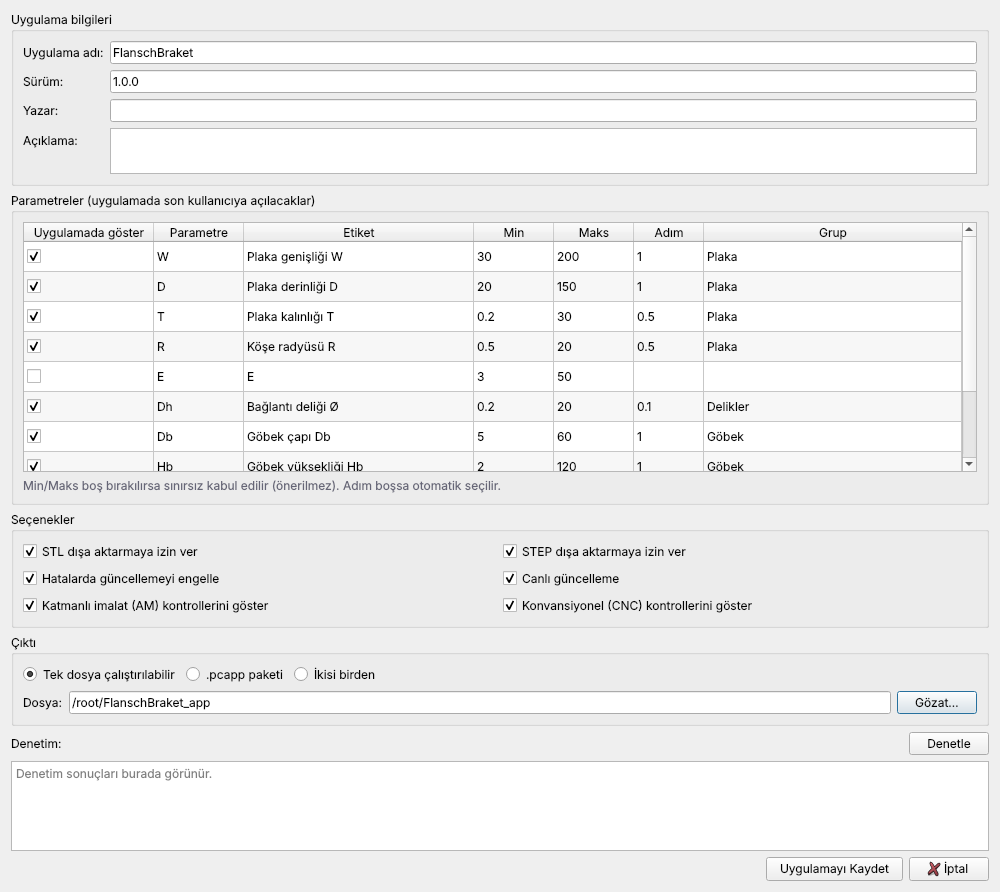 Uygulama bilgileri
Uygulama adı: FlanschBraket
Sürüm: 1.0.0
Yazar:
Açıklama:
Parametreler (uygulamada son kullanıcıya açılacaklar)
Uygulamada göster Parametre Etiket Min Maks Adım Grup
W Plaka genişliği W 30 200 1 Plaka
D Plaka derinliği D 20 150 1 Plaka
T Plaka kalınlığı T 0.2 30 0.5 Plaka
R Köşe radyüsü R 0.5 20 0.5 Plaka
E E 3 50
Dh Bağlantı deliği Ø 0.2 20 0.1 Delikler
Db Göbek çapı Db 5 60 1 Göbek
Hb Göbek yüksekliği Hb 2 120 1 Göbek
Min/Maks boş bırakılırsa sınırsız kabul edilir (önerilmez). Adım boşsa otomatik seçilir.
Seçenekler
STL dışa aktarmaya izin ver STEP dışa aktarmaya izin ver
Hatalarda güncellemeyi engelle Canlı güncelleme
Katmanlı imalat (AM) kontrollerini göster Konvansiyonel (CNC) kontrollerini göster
Çıktı
Tek dosya çalıştırılabilir .pcapp paketi İkisi birden
Dosya: /root/FlanschBraket_app Gözat...
Denetim: Denetle
Denetim sonuçları burada görünür.
Uygulamayı Kaydet İptal